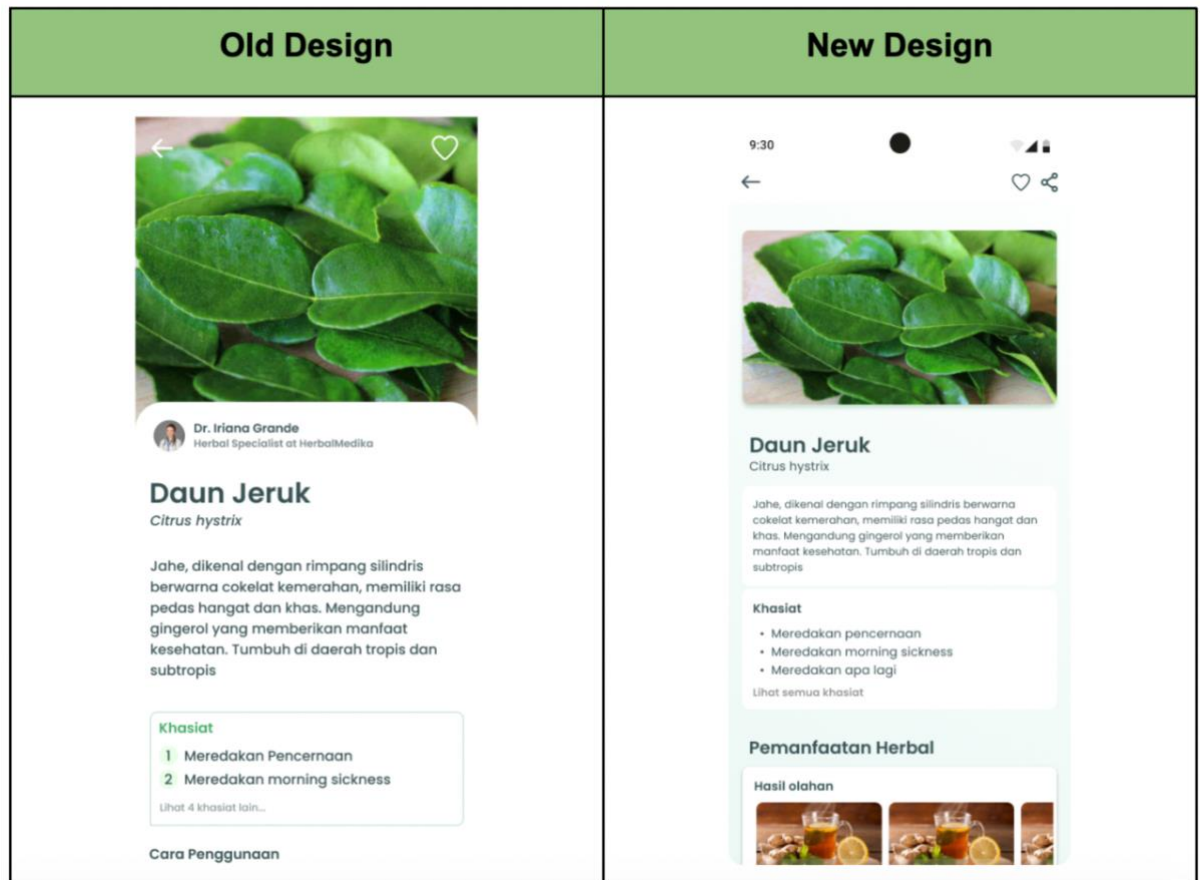 Old Design
New Design
Dr. Iriana Grande
Herbal Specialist at HerbalMedika
Daun Jeruk
Citrus hystrix
Jahe, dikenal dengan rimpang silindris
berwarna cokelat kemerahan, memiliki rasa
pedas hangat dan khas. Mengandung
gingerol yang memberikan manfaat
kesehatan. Tumbuh di daerah tropis dan
subtropis
Khasiat
1 Meredakan Pencernaan
2 Meredakan morning sickness
Lihat 4 khasiat lain...
Cara Penggunaan
9:30
Daun Jeruk
Citrus hystrix
Jahe, dikenal dengan rimpang silindris berwarna
cokelat kemerahan, memiliki rasa pedas hangat dan
khas. Mengandung gingerol yang memberikan
manfaat kesehatan. Tumbuh di daerah tropis dan
subtropis
Khasiat
• Meredakan pencernaan
• Meredakan morning sickness
• Meredakan apa lagi
Lihat semua khasiat
Pemanfaatan Herbal
Hasil olahan